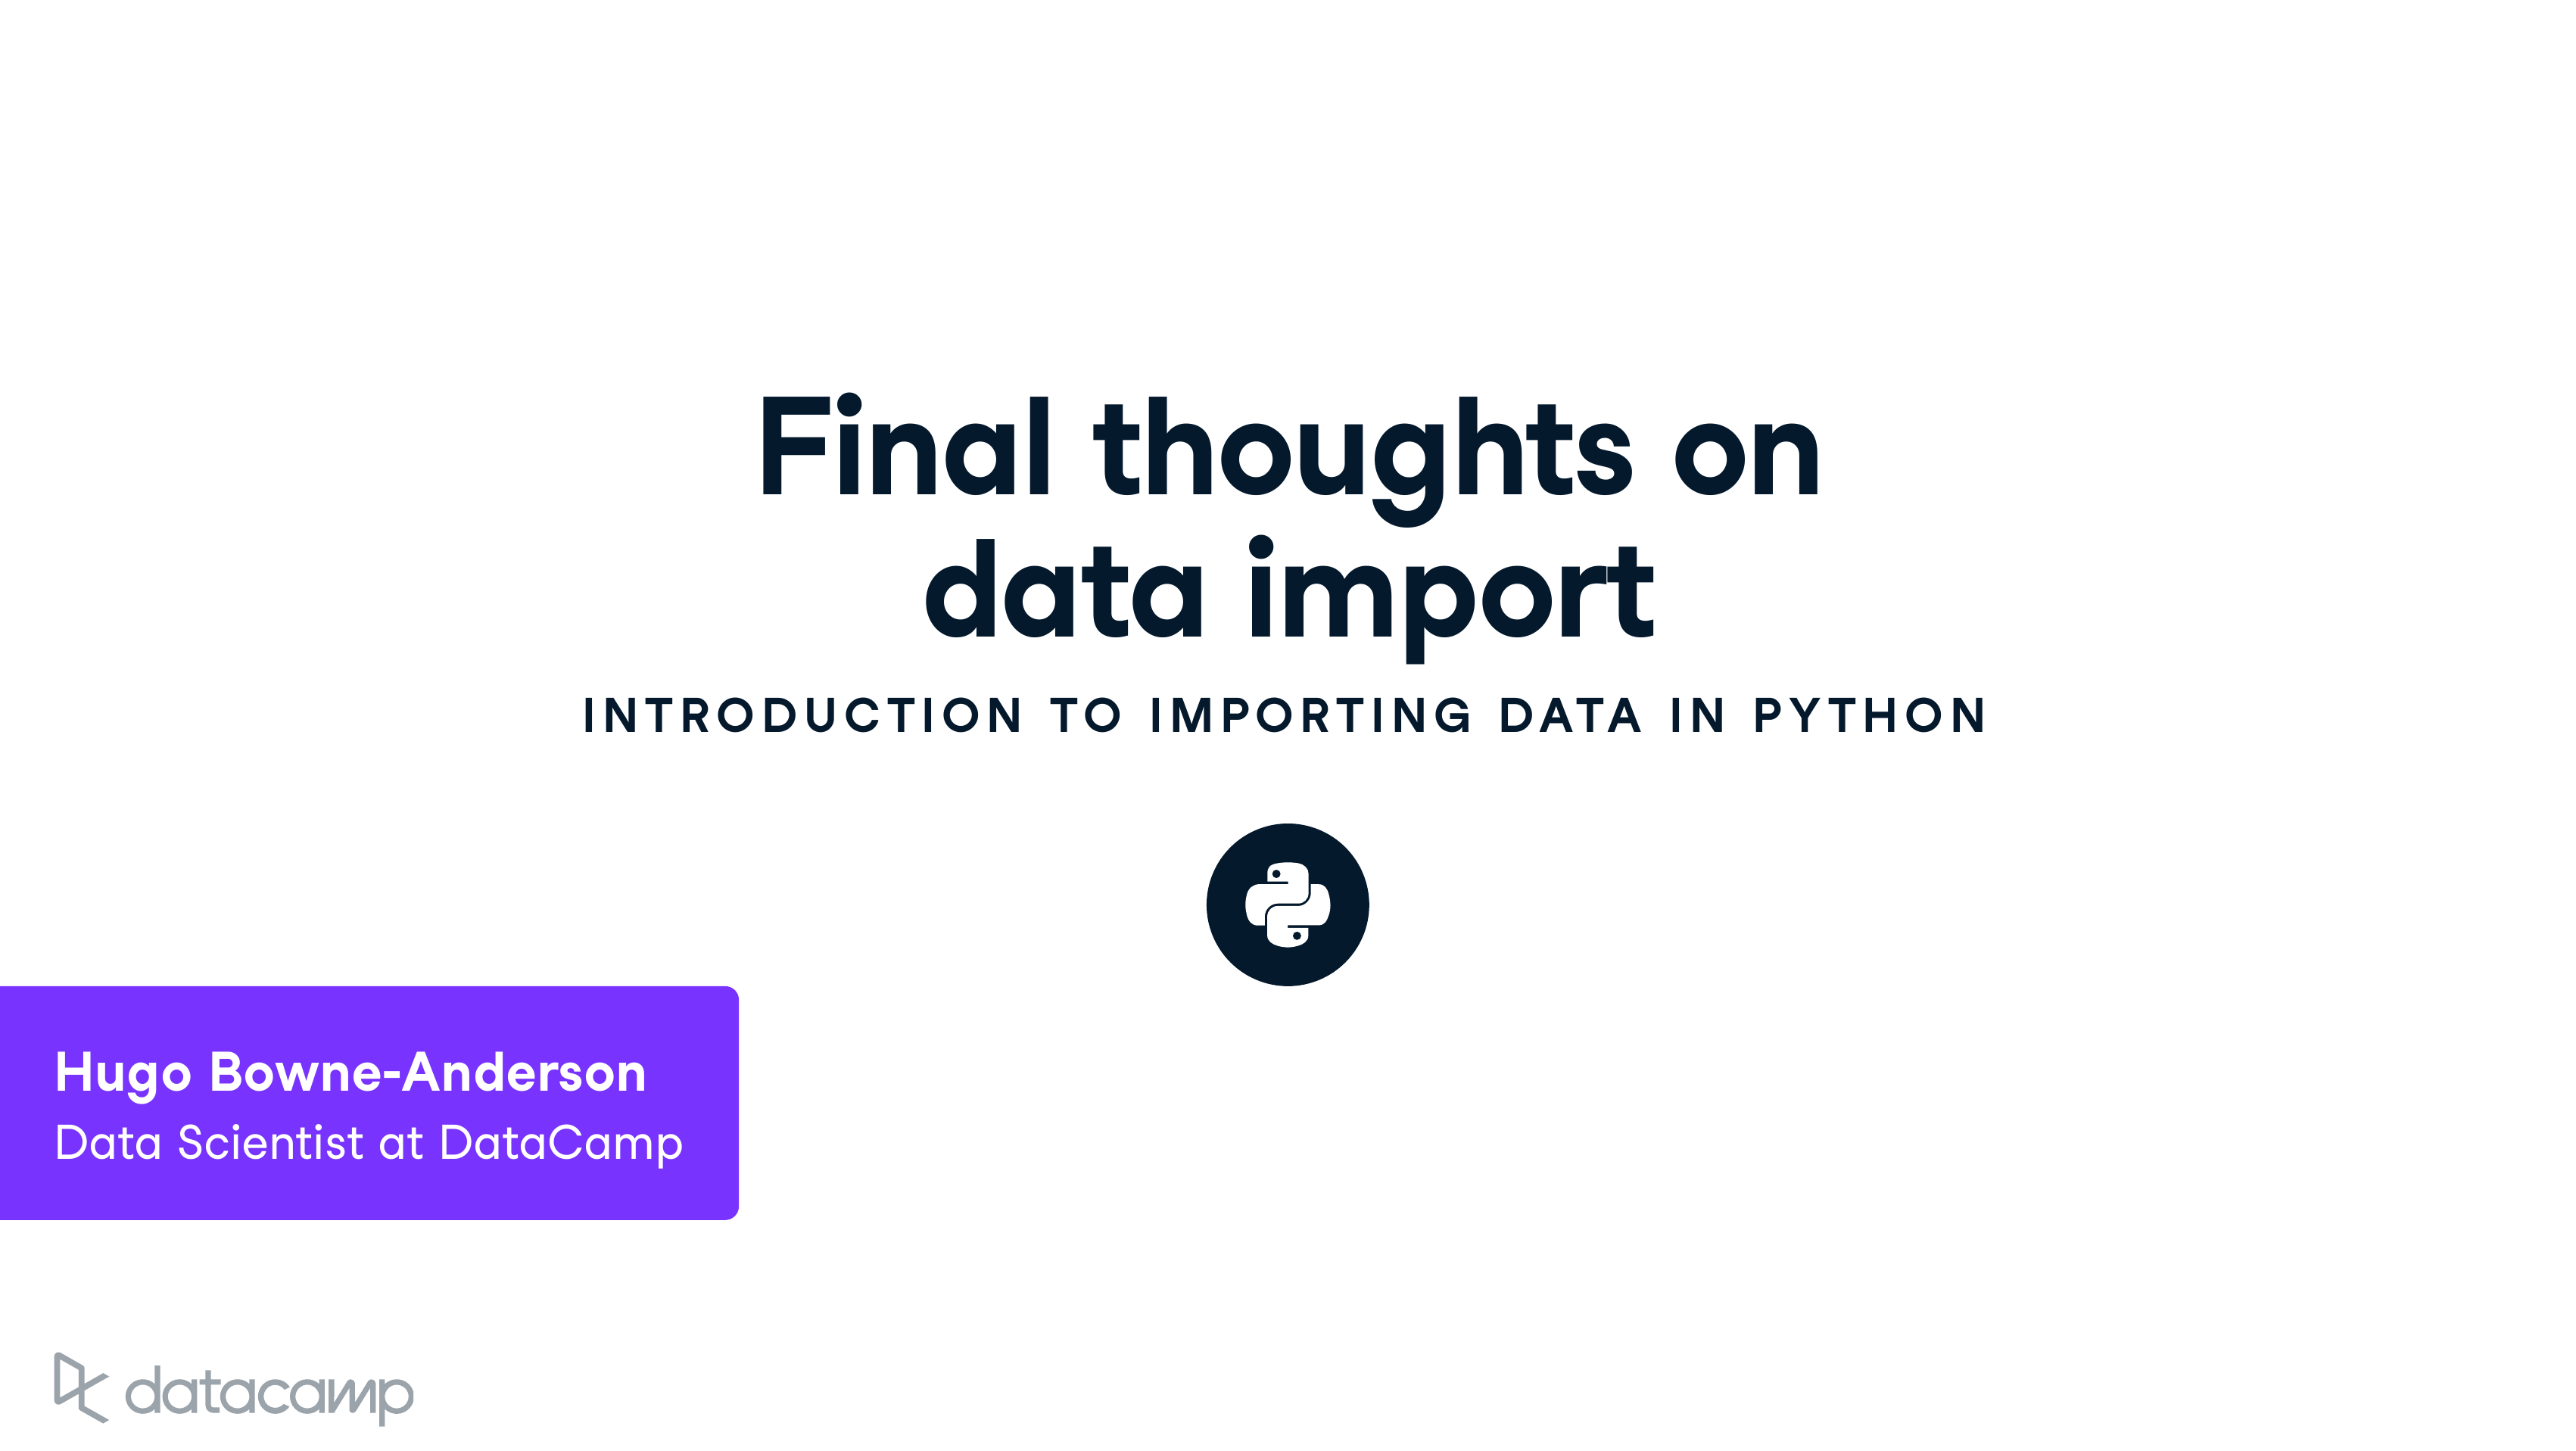 Final thoughts on
data import
INTRODUCTION TO IMPORTING DATA IN PYTHON
Hugo Bowne-Anderson
Data Scientist at DataCamp
datacamp